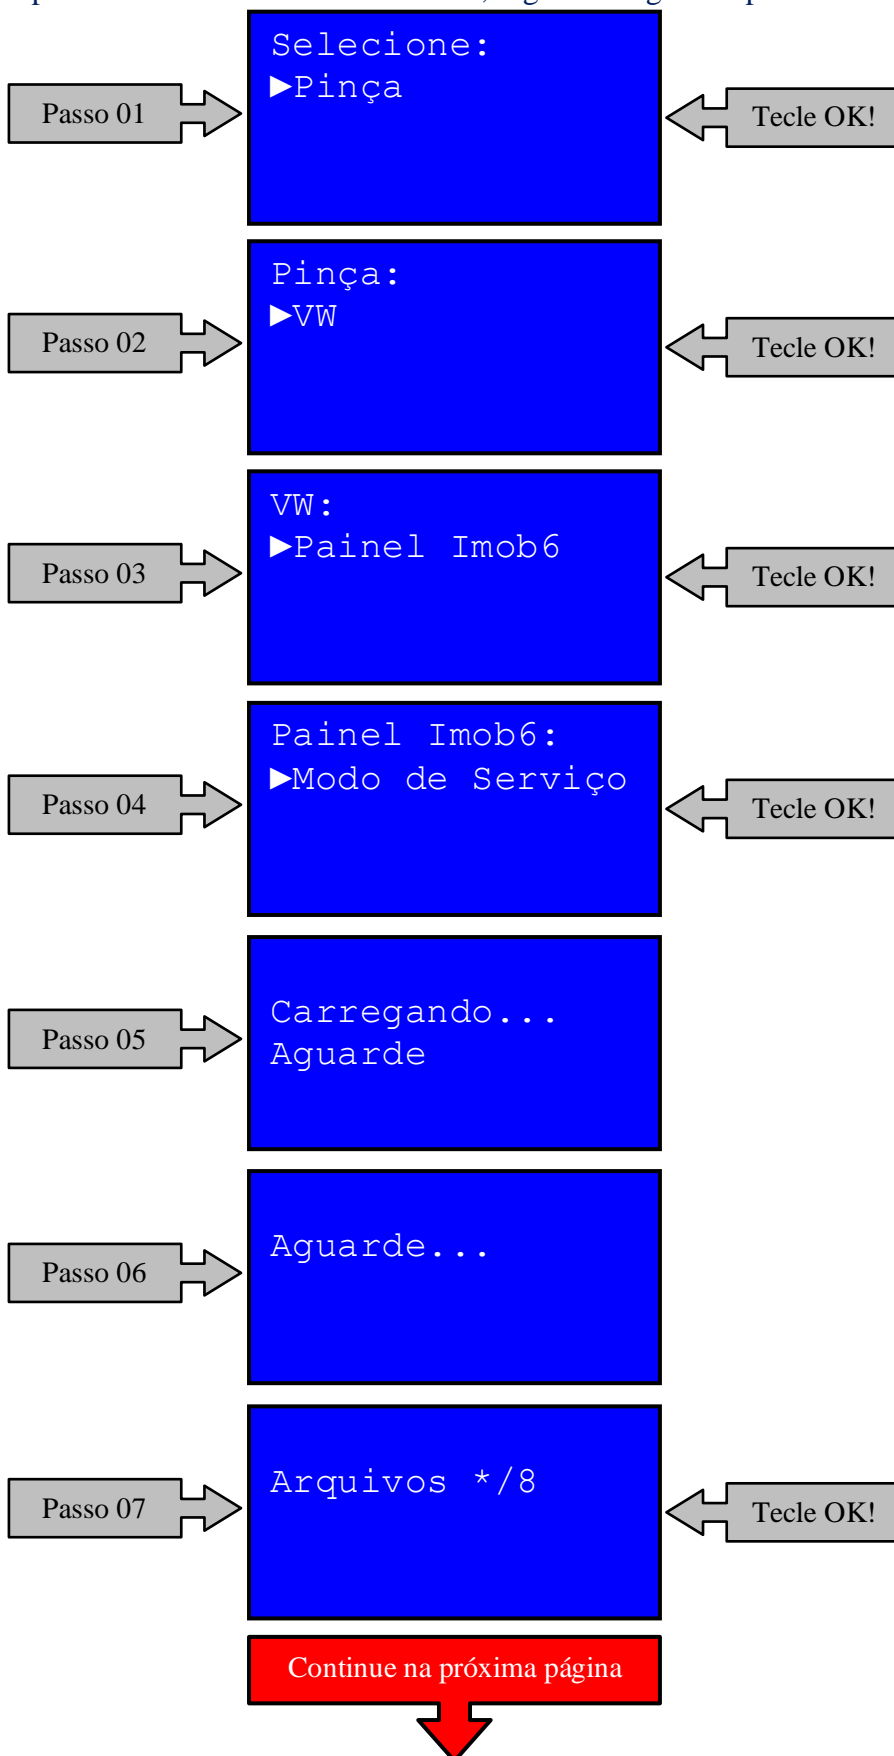 Selecione:
►Pinça
Passo 01
Tecle OK!
Pinça:
►VW
Passo 02
Tecle OK!
VW:
►Painel Imob6
Passo 03
Tecle OK!
Painel Imob6:
►Modo de Serviço
Passo 04
Tecle OK!
Carregando...
Aguarde
Passo 05
Aguarde...
Passo 06
Arquivos */8
Passo 07
Tecle OK!
Continue na próxima página